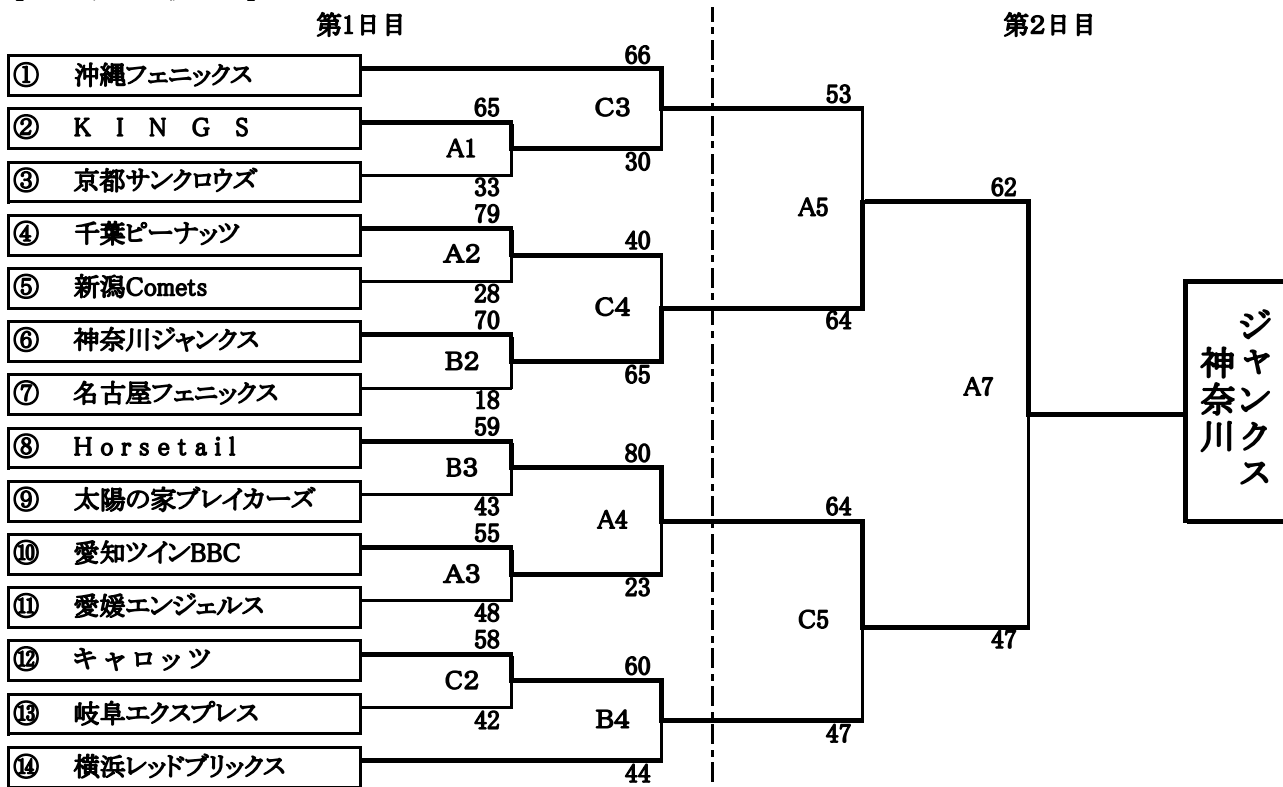 第1日目
第2日目
① 沖縄フェニックス
② K I N G S
③ 京都サンクロウズ
④ 千葉ピーナッツ
⑤ 新潟Comets
⑥ 神奈川ジャンクス
⑦ 名古屋フェニックス
⑧ Horsetail
⑨ 太陽の家ブレイカーズ
⑩ 愛知ツインBBC
⑪ 愛媛エンジェルス
⑫ キャロッツ
⑬ 岐阜エクスプレス
⑭ 横浜レッドブリックス
65
A1
33
79
A2
28
70
B2
18
59
B3
43
55
A3
48
58
C2
42
66
C3
30
40
C4
65
80
A4
23
60
B4
44
53
A5
64
64
C5
47
62
A7
47
ジャンクス
神奈川